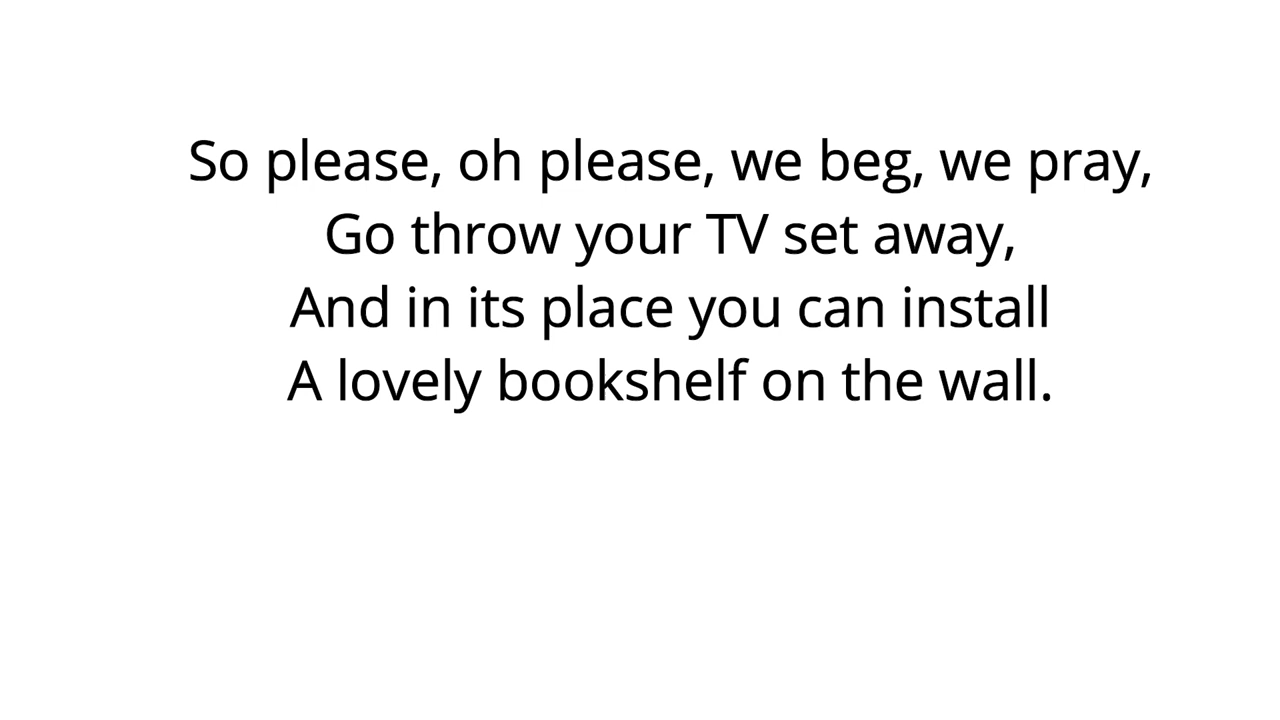 So please, oh please, we beg, we pray,
Go throw your TV set away,
And in its place you can install
A lovely bookshelf on the wall.